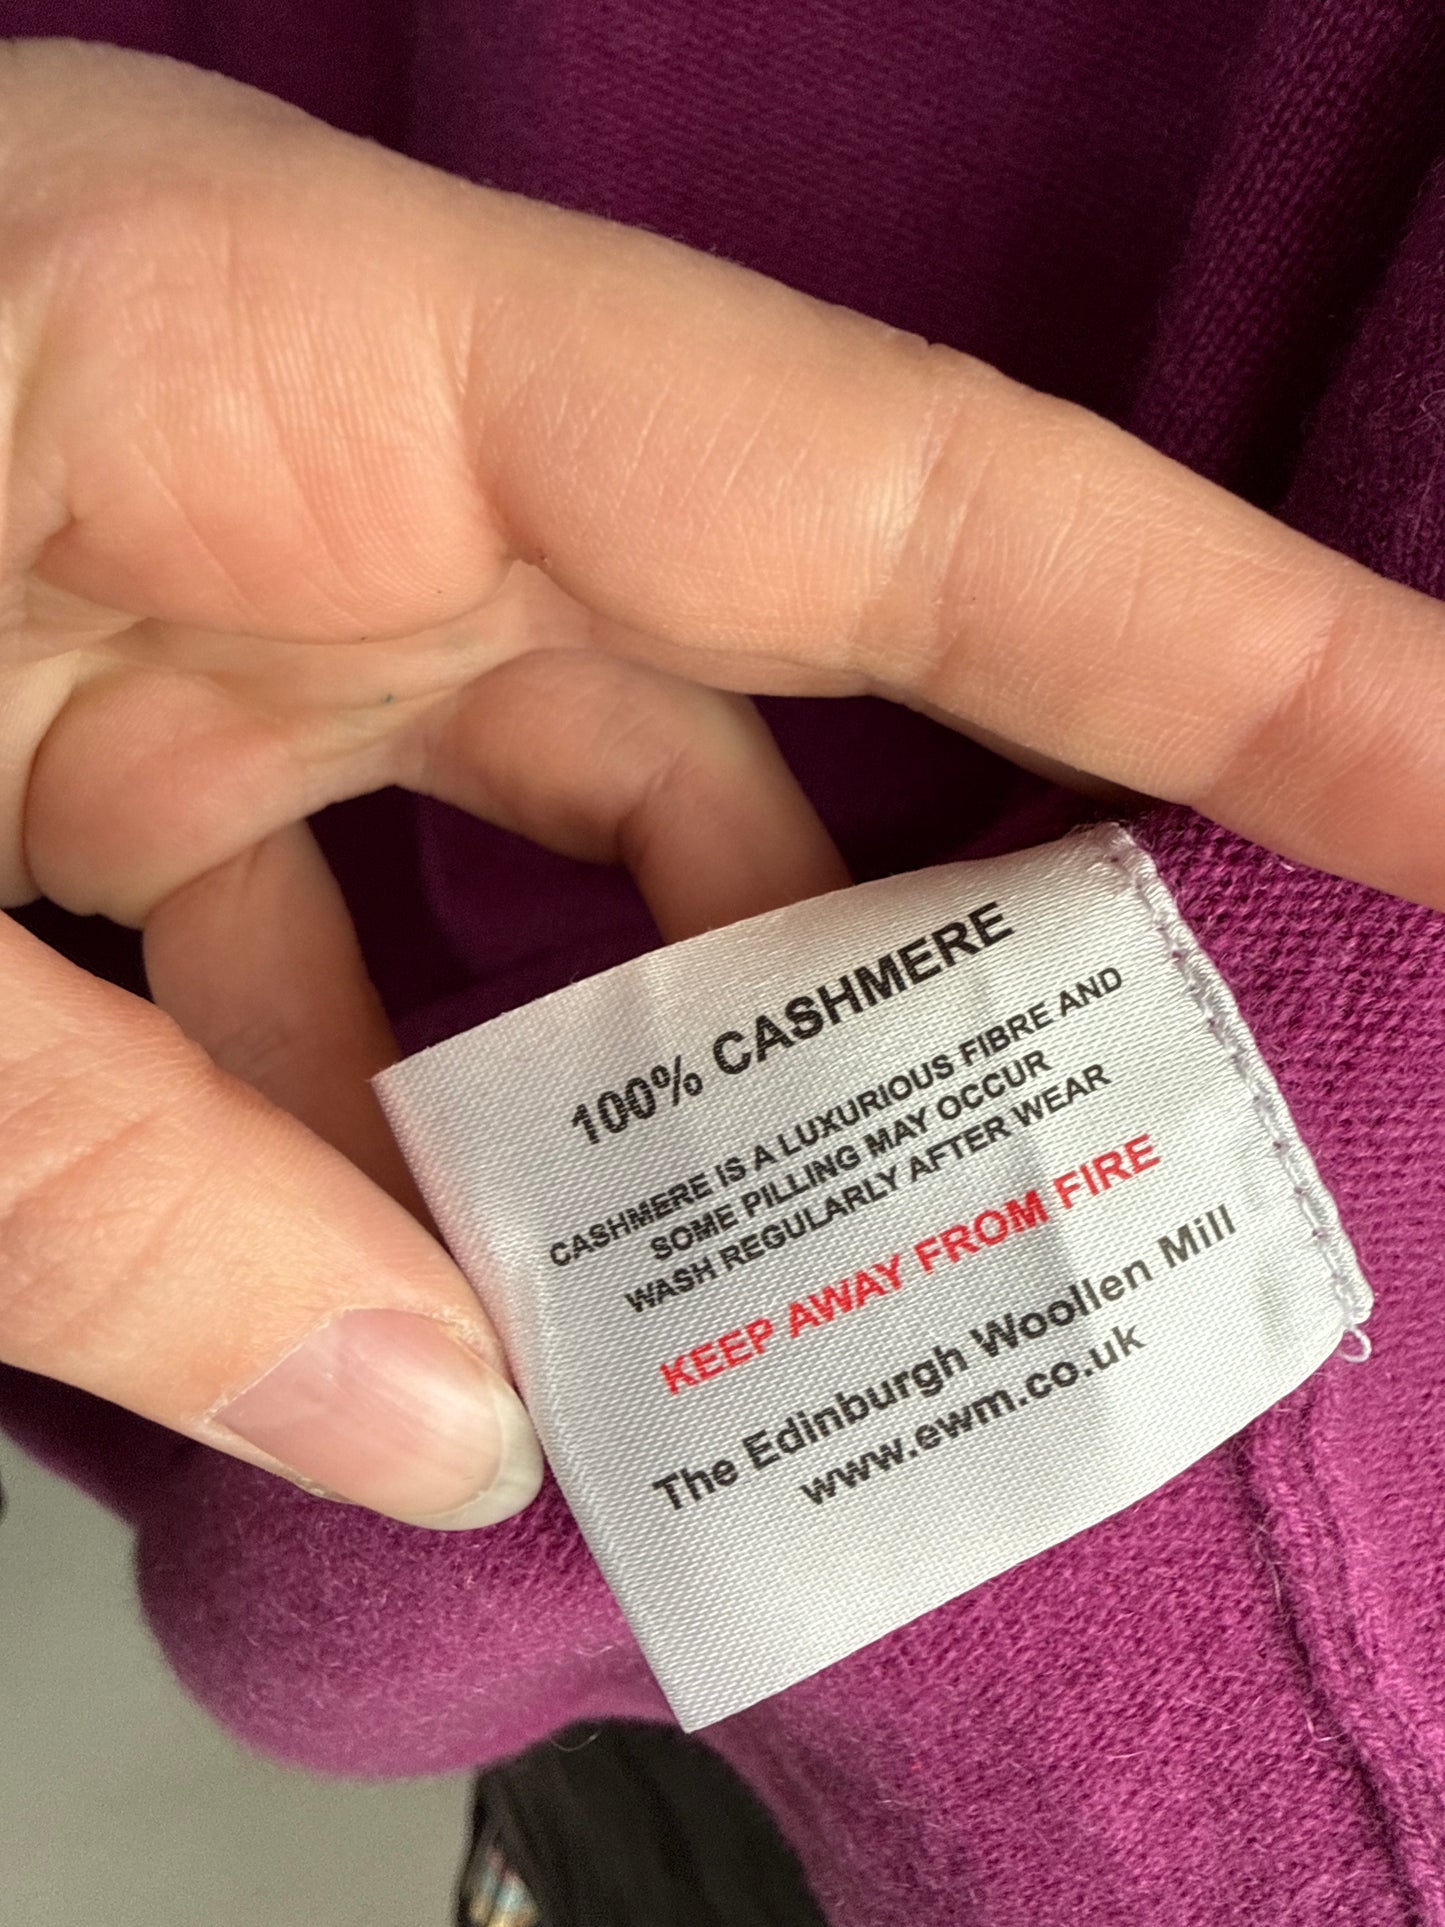 100% CASHMERE
CASHMERE IS A LUXURIOUS FIBRE AND
SOME PILLING MAY OCCUR
WASH REGULARLY AFTER WEAR
KEEP AWAY FROM FIRE
The Edinburgh Woollen Mill
www.ewm.co.uk